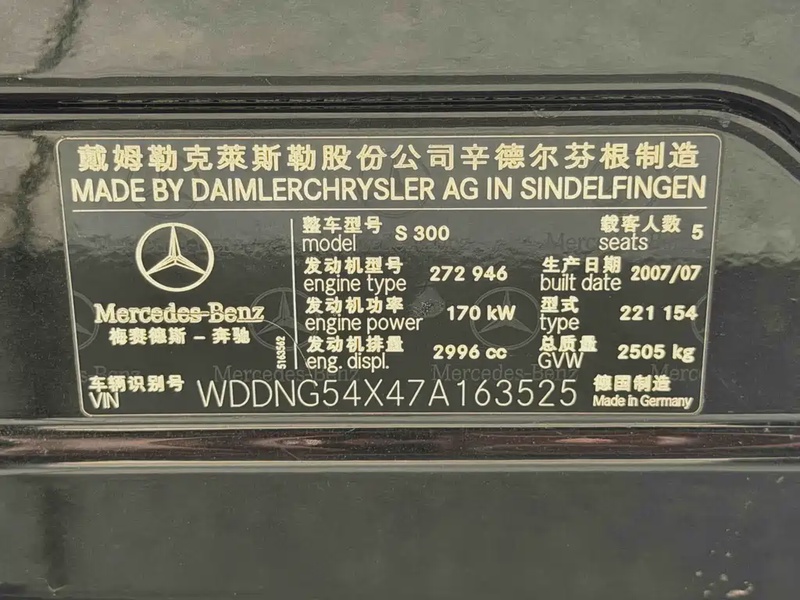 戴姆勒克莱斯勒股份公司辛德尔芬根制造
MADE BY DAIMLERCHRYSLER AG IN SINDELFINGEN
整车型号 model S 300 载客人数 seats 5
发动机型号 engine type 272 946 生产日期 built date 2007/07
Mercedes-Benz
梅赛德斯－奔驰
发动机功率 engine power 170 kW 型式 type 221 154
发动机排量 eng. displ. 2996 cc 总质量 GVW 2505 kg
5163562
车辆识别号 VIN WDDNG54X47A163525 德国制造 Made in Germany